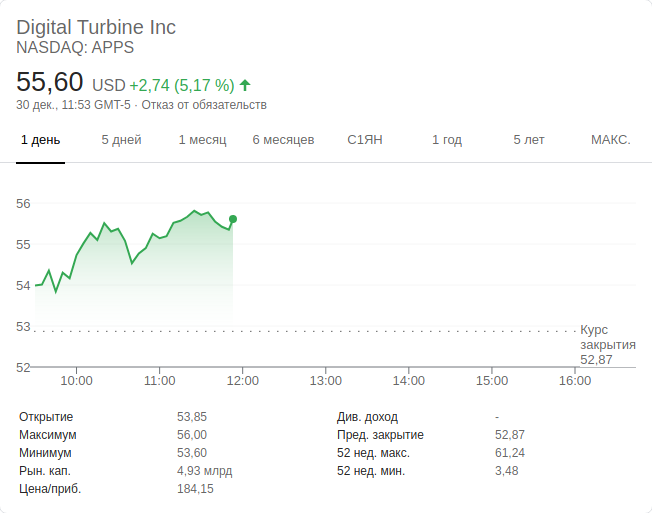 Digital Turbine Inc
NASDAQ: APPS
55,60 USD +2,74 (5,17 %)
30 дек., 11:53 GMT-5 · Отказ от обязательств
1 день 5 дней 1 месяц 6 месяцев С1ЯН 1 год 5 лет МАКС.
56
55
54
53
52
Курс
закрытия
52,87
10:00 11:00 12:00 13:00 14:00 15:00 16:00
Открытие 53,85 Див. доход -
Максимум 56,00 Пред. закрытие 52,87
Минимум 53,60 52 нед. макс. 61,24
Рын. кап. 4,93 млрд 52 нед. мин. 3,48
Цена/приб. 184,15